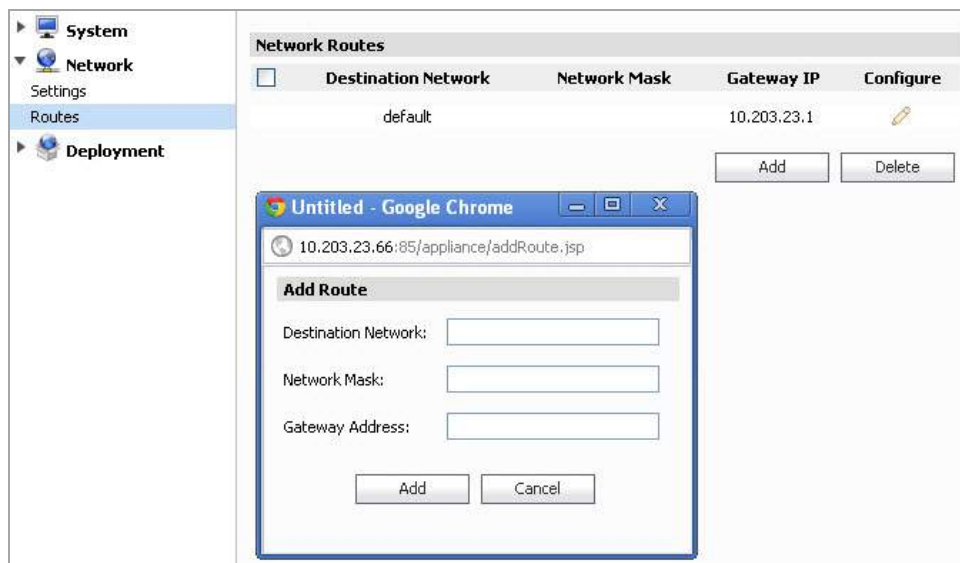 System
Network
Settings
Routes
Deployment
Network Routes
Destination Network Network Mask Gateway IP Configure
default 10.203.23.1
Add Delete
Untitled - Google Chrome
10.203.23.66:85/appliance/addRoute.jsp
Add Route
Destination Network:
Network Mask:
Gateway Address:
Add Cancel